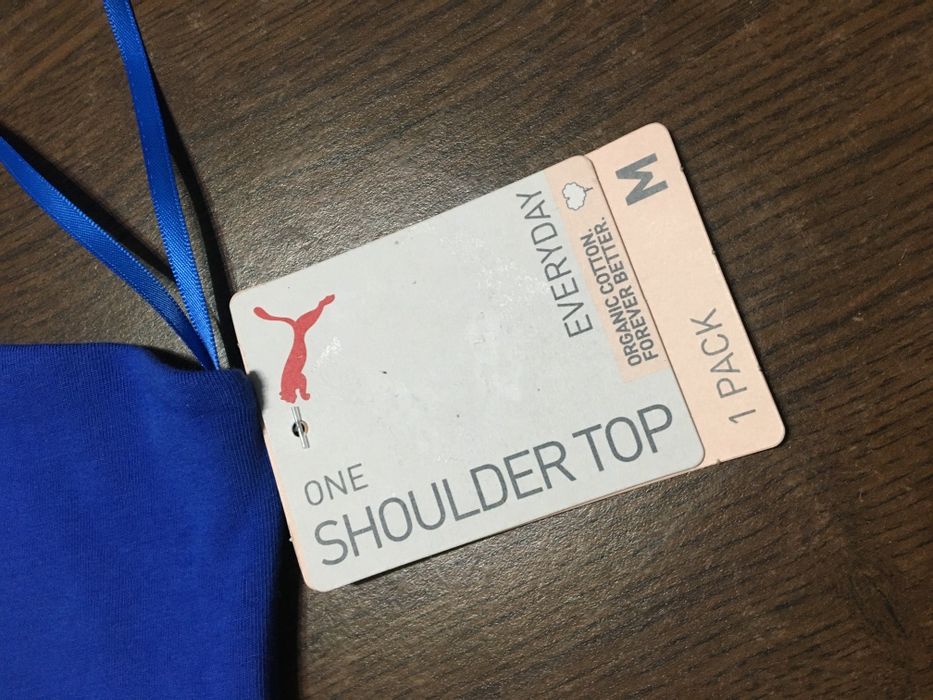 ONE
SHOULDER TOP
EVERYDAY
ORGANIC COTTON.
FOREVER BETTER.
M
1 PACK